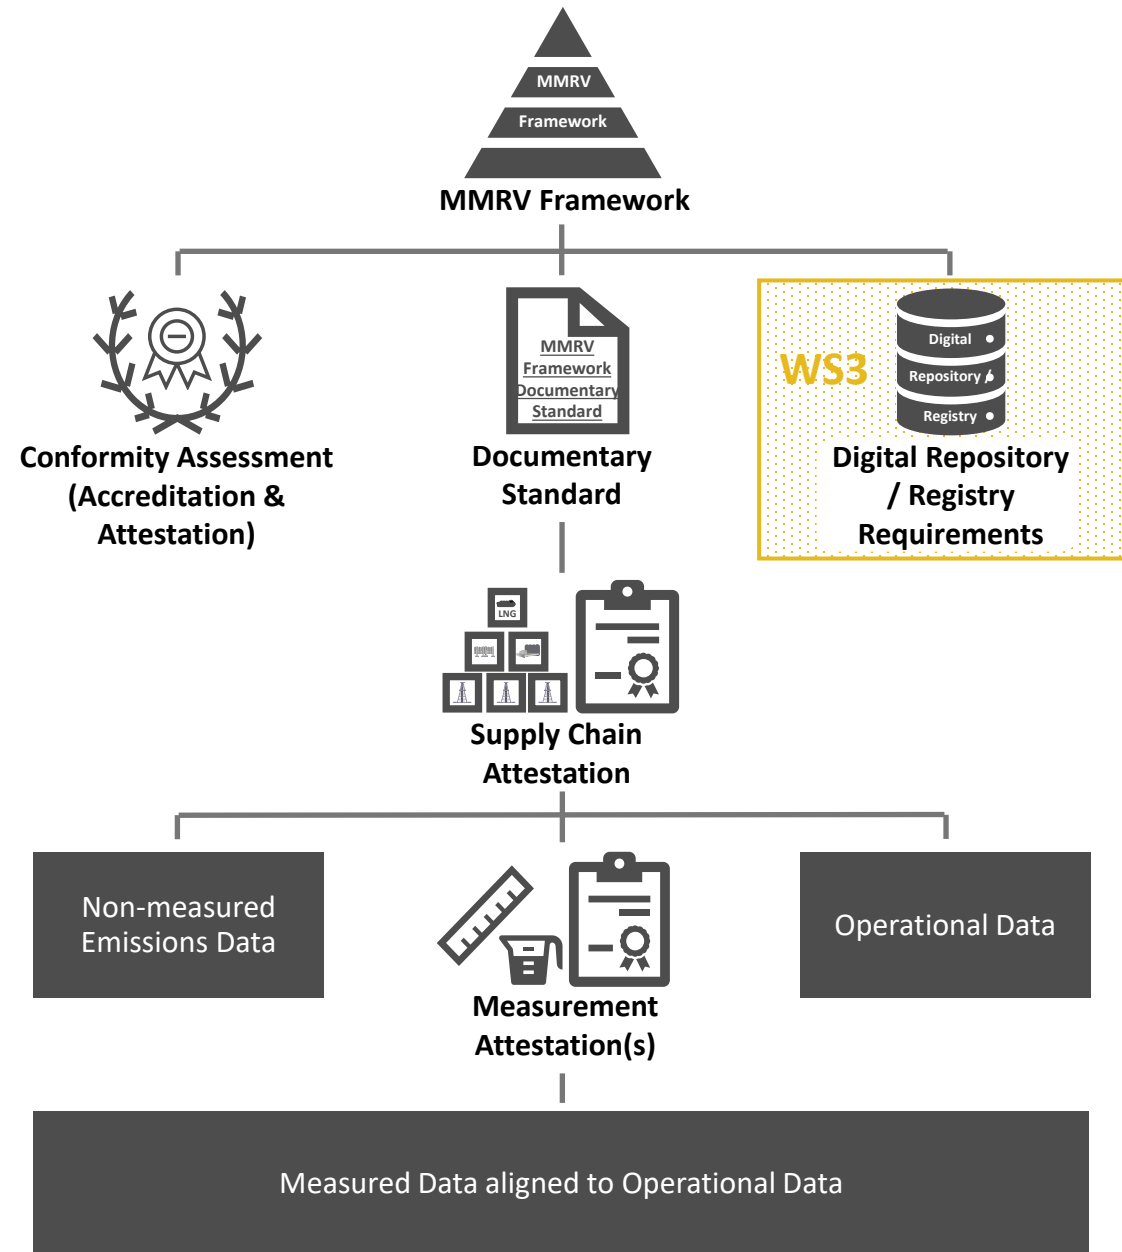 MMRV
Framework
MMRV Framework
Conformity Assessment
(Accreditation &
Attestation)
MMRV
Framework
Documentary
Standard
Documentary
Standard
WS3
Digital
Repository /
Registry
Digital Repository
/ Registry
Requirements
LNG
Supply Chain
Attestation
Non-measured
Emissions Data
Measurement
Attestation(s)
Operational Data
Measured Data aligned to Operational Data